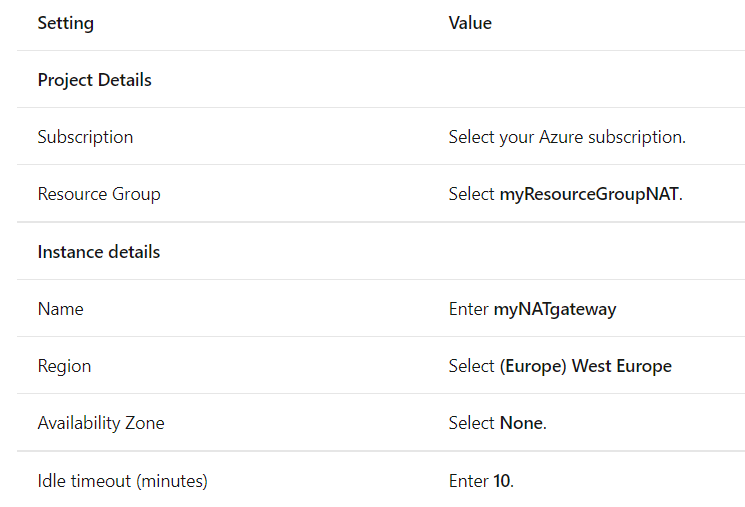 Setting Value
Project Details
Subscription Select your Azure subscription.
Resource Group Select myResourceGroupNAT.
Instance details
Name Enter myNATgateway
Region Select (Europe) West Europe
Availability Zone Select None.
Idle timeout (minutes) Enter 10.